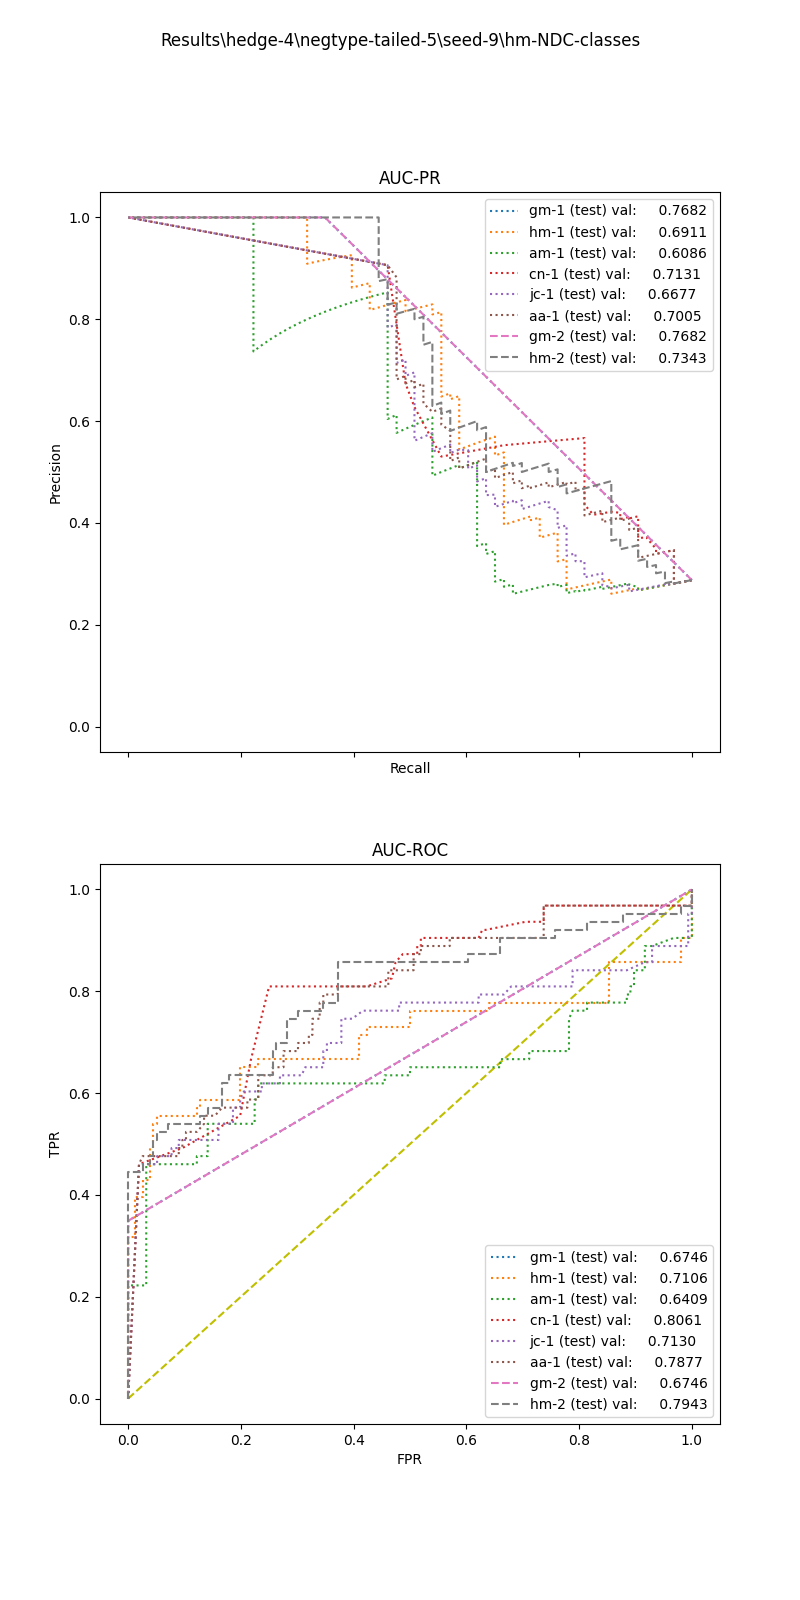 Results\hedge-4\negtype-tailed-5\seed-9\hm-NDC-classes
AUC-PR
1.0
0.8
0.6
0.4
0.2
0.0
Precision
Recall
gm-1 (test) val: 0.7682
hm-1 (test) val: 0.6911
am-1 (test) val: 0.6086
cn-1 (test) val: 0.7131
jc-1 (test) val: 0.6677
aa-1 (test) val: 0.7005
gm-2 (test) val: 0.7682
hm-2 (test) val: 0.7343
AUC-ROC
1.0
0.8
0.6
0.4
0.2
0.0
TPR
gm-1 (test) val: 0.6746
hm-1 (test) val: 0.7106
am-1 (test) val: 0.6409
cn-1 (test) val: 0.8061
jc-1 (test) val: 0.7130
aa-1 (test) val: 0.7877
gm-2 (test) val: 0.6746
hm-2 (test) val: 0.7943
0.0 0.2 0.4 0.6 0.8 1.0
FPR